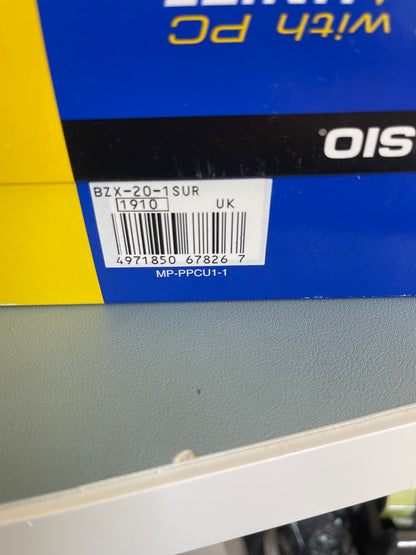 with PC
SIO
BZX-20-1SUR
1910 UK
4971850 67826 7
MP-PPCU1-1